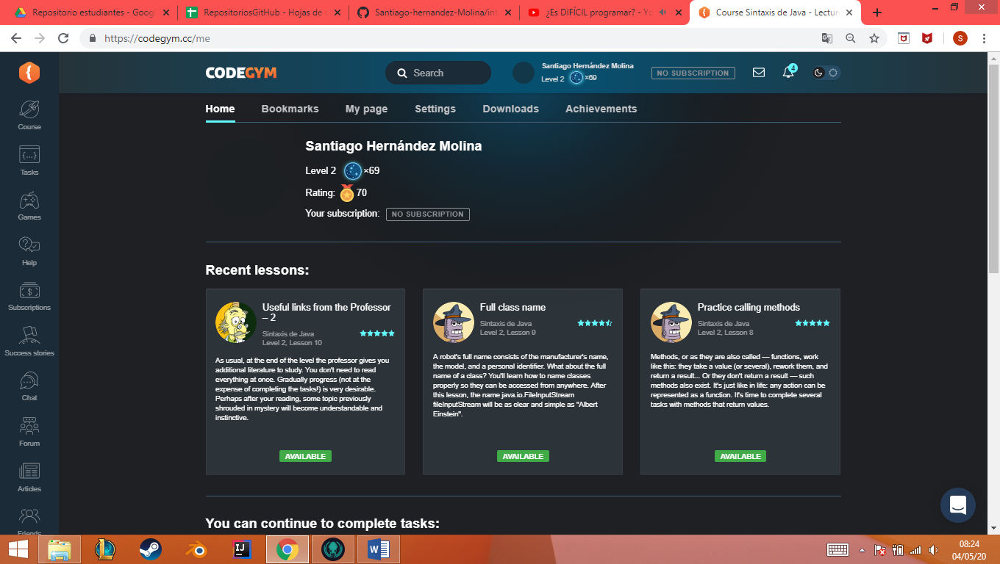 Repositorio estudiantes - Goog
RepositoriosGitHub - Hojas de c
Santiago-hernandez-Molina/int
¿Es DIFÍCIL programar? - Yo
Course Sintaxis de Java - Lectur
https://codegym.cc/me
S
CODEGYM
Search
Santiago Hernández Molina
Level 2 ×69
NO SUBSCRIPTION
4
Home Bookmarks My page Settings Downloads Achievements
Course
Tasks
Games
Help
Subscriptions
Success stories
Chat
Forum
Articles
Friends
Santiago Hernández Molina
Level 2 ×69
Rating: 70
Your subscription: NO SUBSCRIPTION
Recent lessons:
Useful links from the Professor
– 2
Sintaxis de Java
Level 2, Lesson 10
As usual, at the end of the level the professor gives you
additional literature to study. You don't need to read
everything at once. Gradually progress (not at the
expense of completing the tasks!) is very desirable.
Perhaps after your reading, some topic previously
shrouded in mystery will become understandable and
instinctive.
AVAILABLE
Full class name
Sintaxis de Java
Level 2, Lesson 9
A robot's full name consists of the manufacturer's name,
the model, and a personal identifier. What about the full
name of a class? You'll learn how to name classes
properly so they can be accessed from anywhere. After
this lesson, the name java.io.FileInputStream
fileInputStream will be as clear and simple as "Albert
Einstein".
AVAILABLE
Practice calling methods
Sintaxis de Java
Level 2, Lesson 8
Methods, or as they are also called — functions, work
like this: they take a value (or several), rework them, and
return a result... Or they don't return a result — such
methods also exist. It's just like in life: any action can be
represented as a function. It's time to complete several
tasks with methods that return values.
AVAILABLE
You can continue to complete tasks:
08:24
04/05/20